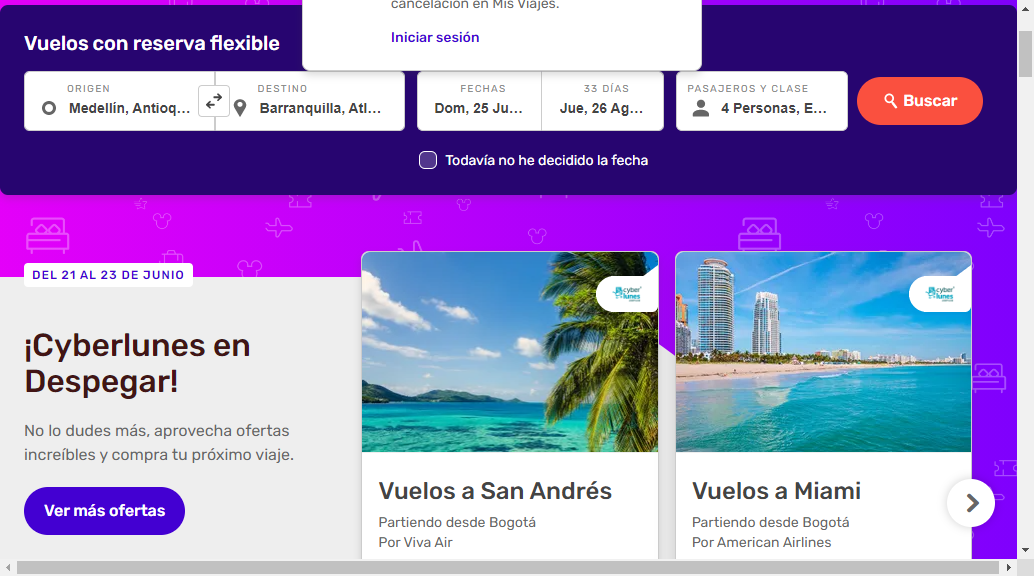 cancelación en Mis Viajes.
Iniciar sesión
Vuelos con reserva flexible
ORIGEN
Medellín, Antioq...
DESTINO
Barranquilla, Atl...
FECHAS
Dom, 25 Ju...
33 DÍAS
Jue, 26 Ag...
PASAJEROS Y CLASE
4 Personas, E...
Buscar
Todavía no he decidido la fecha
DEL 21 AL 23 DE JUNIO
¡Cyberlunes en
Despegar!
No lo dudes más, aprovecha ofertas
increíbles y compra tu próximo viaje.
Ver más ofertas
cyber
lunes
Vuelos a San Andrés
Partiendo desde Bogotá
Por Viva Air
cyber
lunes
Vuelos a Miami
Partiendo desde Bogotá
Por American Airlines